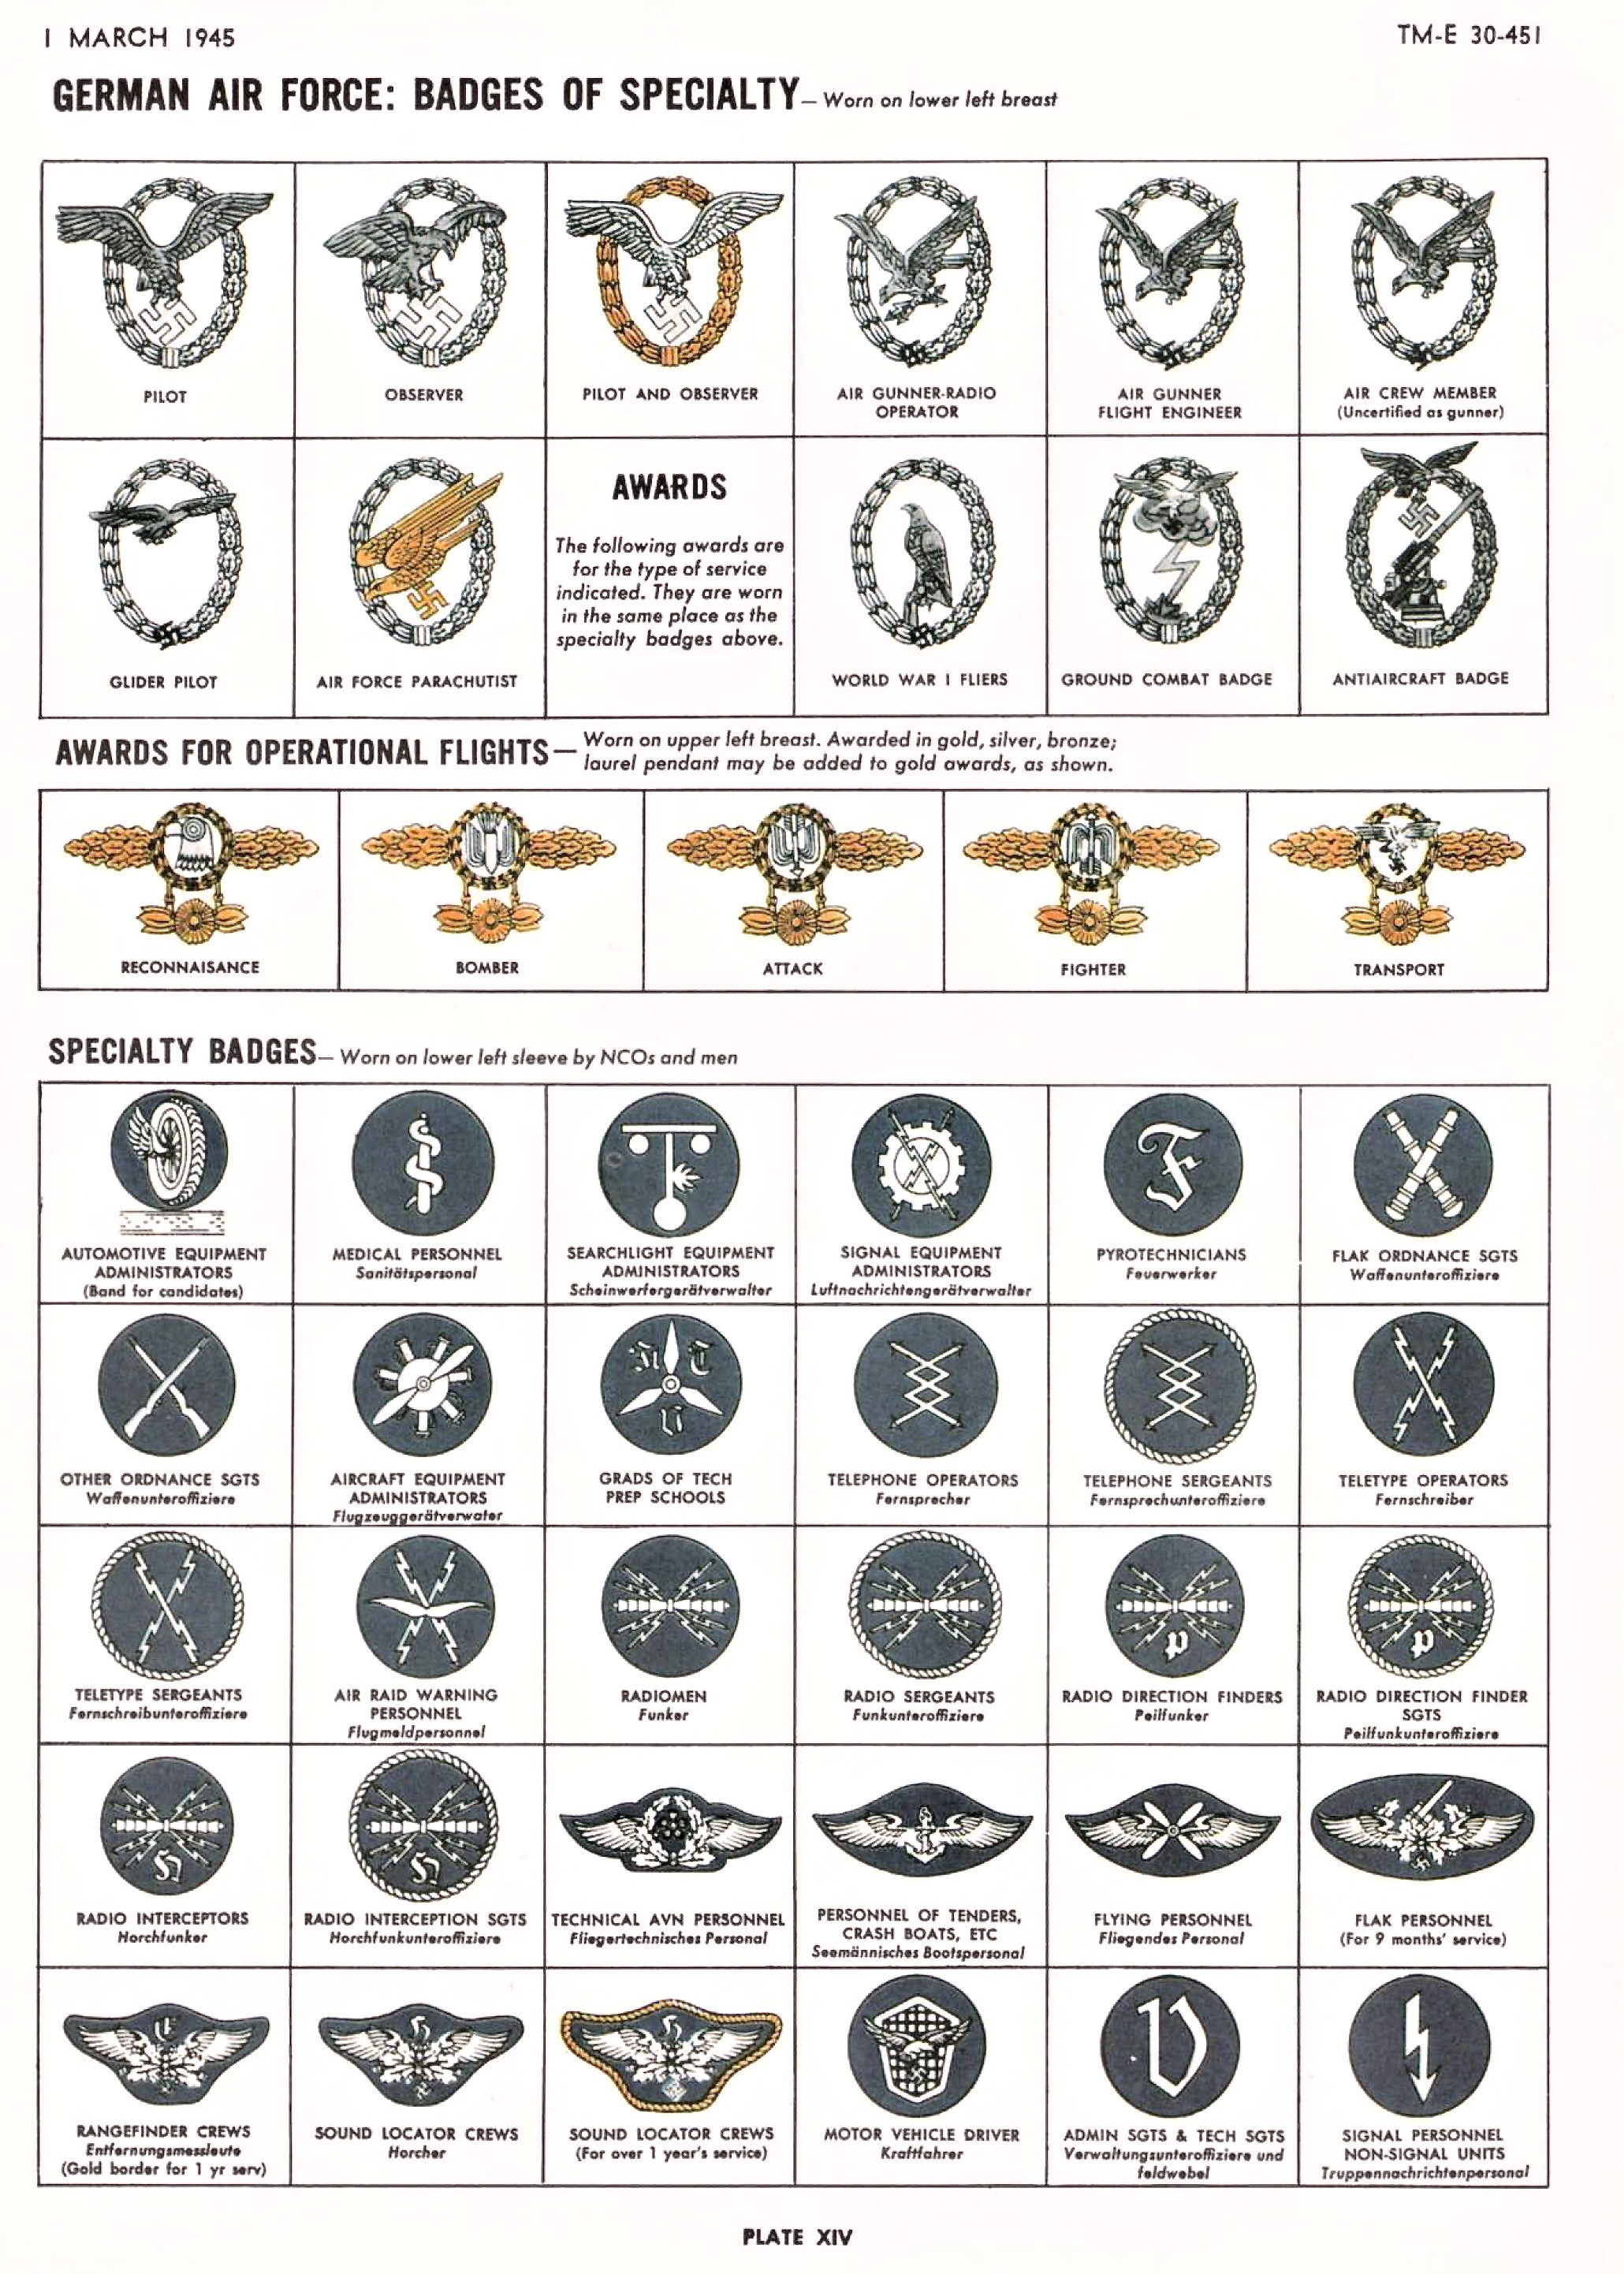 1 MARCH 1945
TM-E 30-451
GERMAN AIR FORCE: BADGES OF SPECIALTY— Worn on lower left breast
PILOT
OBSERVER
PILOT AND OBSERVER
AIR GUNNER-RADIO
OPERATOR
AIR GUNNER
FLIGHT ENGINEER
AIR CREW MEMBER
(Uncertified as gunner)
GLIDER PILOT
AIR FORCE PARACHUTIST
AWARDS
The following awards are
for the type of service
indicated. They are worn
in the same place as the
specialty badges above.
WORLD WAR I FLIERS
GROUND COMBAT BADGE
ANTIAIRCRAFT BADGE
AWARDS FOR OPERATIONAL FLIGHTS— Worn on upper left breast. Awarded in gold, silver, bronze;
laurel pendant may be added to gold awards, as shown.
RECONNAISANCE
BOMBER
ATTACK
FIGHTER
TRANSPORT
SPECIALTY BADGES— Worn on lower left sleeve by NCOs and men
F
AUTOMOTIVE EQUIPMENT
ADMINISTRATORS
(Band for candidates)
MEDICAL PERSONNEL
Sanitätspersonal
SEARCHLIGHT EQUIPMENT
ADMINISTRATORS
Scheinwerfergerätverwalter
SIGNAL EQUIPMENT
ADMINISTRATORS
Luftnachrichtengerätverwalter
PYROTECHNICIANS
Feuerwerker
FLAK ORDNANCE SGTS
Waffenunteroffiziere
OTHER ORDNANCE SGTS
Waffenunteroffiziere
AIRCRAFT EQUIPMENT
ADMINISTRATORS
Flugzeuggerätverwater
GRADS OF TECH
PREP SCHOOLS
TELEPHONE OPERATORS
Fernsprecher
TELEPHONE SERGEANTS
Fernsprechunteroffiziere
TELETYPE OPERATORS
Fernschreiber
TELETYPE SERGEANTS
Fernschreibunteroffiziere
AIR RAID WARNING
PERSONNEL
Flugmeldpersonnel
RADIOMEN
Funker
RADIO SERGEANTS
Funkunteroffiziere
p
RADIO DIRECTION FINDERS
Peilfunker
p
RADIO DIRECTION FINDER
SGTS
Peilfunkunteroffiziere
H
RADIO INTERCEPTORS
Horchfunker
H
RADIO INTERCEPTION SGTS
Horchfunkunteroffiziere
TECHNICAL AVN PERSONNEL
Fliegertechnisches Personal
PERSONNEL OF TENDERS,
CRASH BOATS, ETC
Seemännisches Bootspersonal
FLYING PERSONNEL
Fliegendes Personal
FLAK PERSONNEL
(For 9 months' service)
E
RANGEFINDER CREWS
Entfernungsmessleute
(Gold border for 1 yr serv)
H
SOUND LOCATOR CREWS
Horcher
H
SOUND LOCATOR CREWS
(For over 1 year's service)
MOTOR VEHICLE DRIVER
Kraftfahrer
V
ADMIN SGTS & TECH SGTS
Verwaltungsunteroffiziere und
feldwebel
SIGNAL PERSONNEL
NON-SIGNAL UNITS
Truppennachrichtenpersonal
PLATE XIV